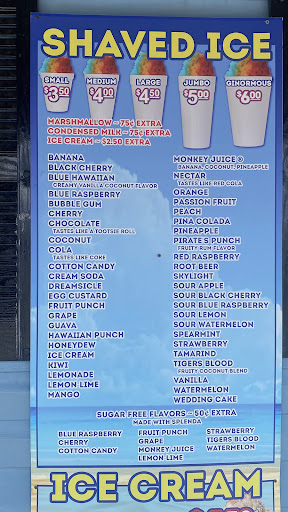 SHAVED ICE
SMALL MEDIUM LARGE JUMBO GINORMOUS
$3.50 $4.00 $4.50 $5.00 $6.00
MARSHMALLOW ~ 75¢ EXTRA
CONDENSED MILK ~ 75¢ EXTRA
ICE CREAM ~ $2.50 EXTRA
BANANA
BLACK CHERRY
BLUE HAWAIIAN
CREAMY VANILLA COCONUT FLAVOR
BLUE RASPBERRY
BUBBLE GUM
CHERRY
CHOCOLATE
TASTES LIKE A TOOTSIE ROLL
COCONUT
COLA
TASTES LIKE COKE
COTTON CANDY
CREAM SODA
DREAMSICLE
EGG CUSTARD
FRUIT PUNCH
GRAPE
GUAVA
HAWAIIAN PUNCH
HONEYDEW
ICE CREAM
KIWI
LEMONADE
LEMON LIME
MANGO
MONKEY JUICE ®
BANANA, COCONUT, PINEAPPLE
NECTAR
TASTES LIKE RED COLA
ORANGE
PASSION FRUIT
PEACH
PINA COLADA
PINEAPPLE
PIRATE'S PUNCH
FRUITY RUM FLAVOR
RED RASPBERRY
ROOT BEER
SKYLIGHT
SOUR APPLE
SOUR BLACK CHERRY
SOUR BLUE RASPBERRY
SOUR LEMON
SOUR WATERMELON
SPEARMINT
STRAWBERRY
TAMARIND
TIGERS BLOOD
FRUITY COCONUT BLEND
VANILLA
WATERMELON
WEDDING CAKE
SUGAR FREE FLAVORS ~ 50¢ EXTRA
MADE WITH SPLENDA
BLUE RASPBERRY
CHERRY
COTTON CANDY
FRUIT PUNCH
GRAPE
MONKEY JUICE
LEMON LIME
STRAWBERRY
TIGERS BLOOD
WATERMELON
ICE CREAM